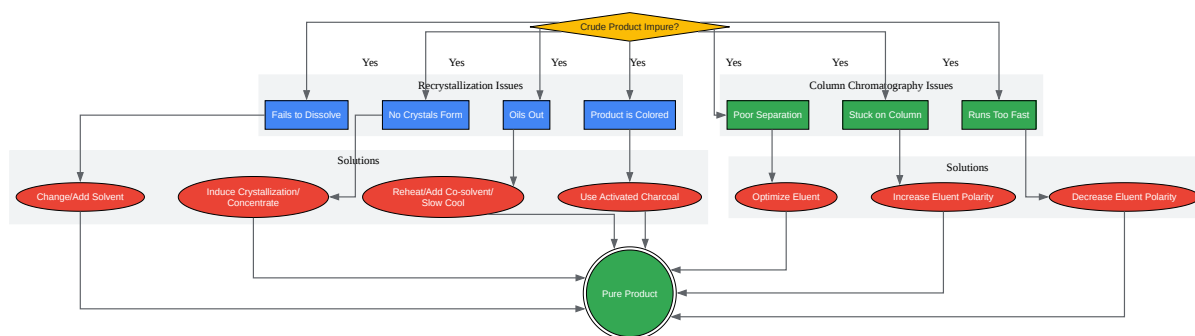 Crude Product Impure?
Yes
Yes
Yes
Yes
Yes
Yes
Yes
Recrystallization Issues
Column Chromatography Issues
Fails to Dissolve
No Crystals Form
Oils Out
Product is Colored
Poor Separation
Stuck on Column
Runs Too Fast
Solutions
Solutions
Change/Add Solvent
Induce Crystallization/
Concentrate
Reheat/Add Co-solvent/
Slow Cool
Use Activated Charcoal
Optimize Eluent
Increase Eluent Polarity
Decrease Eluent Polarity
Pure Product